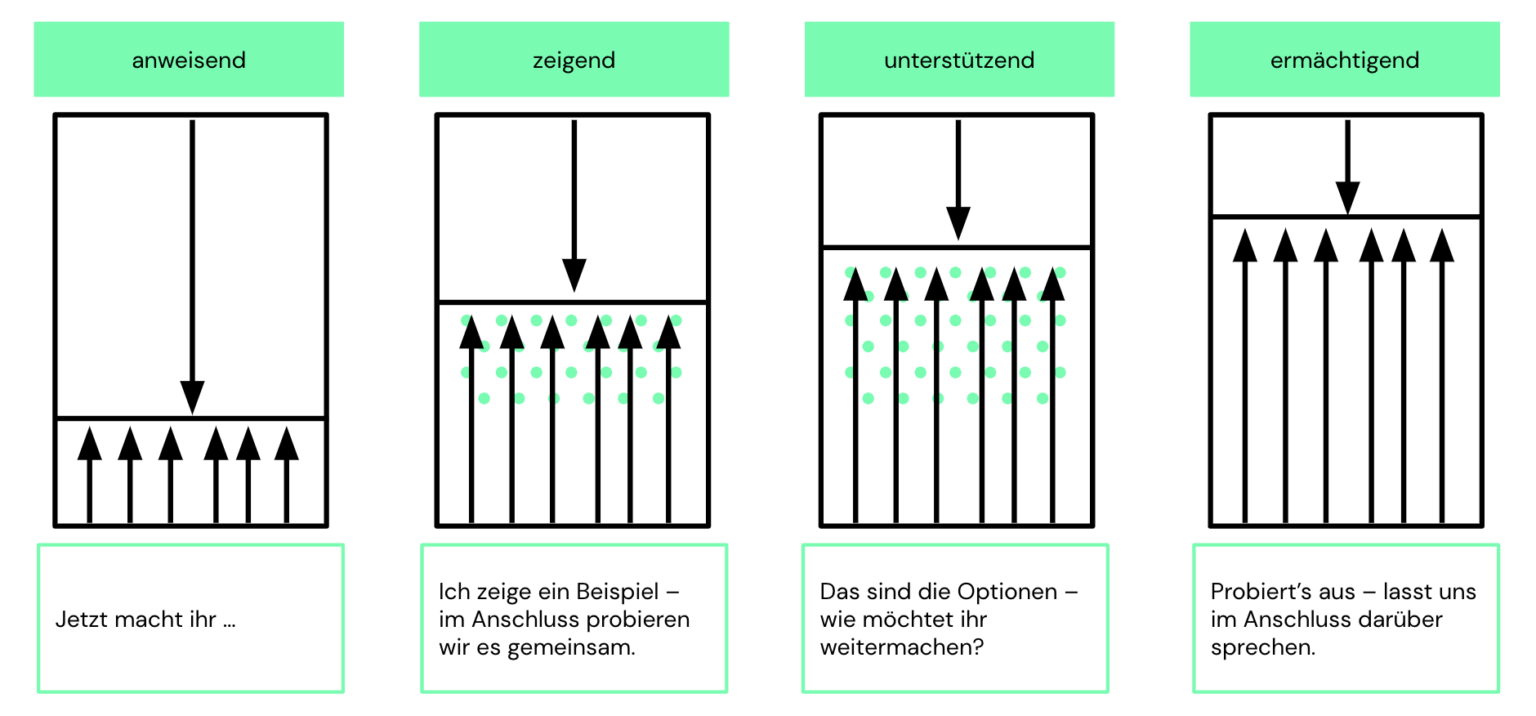 anweisend
zeigend
unterstützend
ermächtigend
Jetzt macht ihr …
Ich zeige ein Beispiel –
im Anschluss probieren
wir es gemeinsam.
Das sind die Optionen –
wie möchtet ihr
weitermachen?
Probiert’s aus – lasst uns
im Anschluss darüber
sprechen.